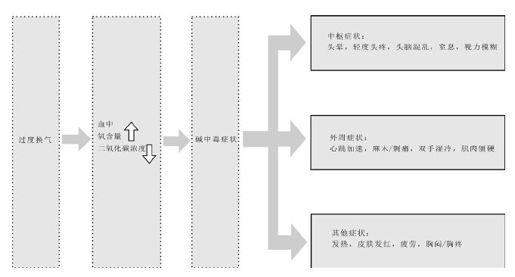 过度换气
血中
氧含量
二氧化碳浓度
碱中毒症状
中枢症状：
头晕，轻度头疼，头脑混乱，窒息，视力模糊
外周症状：
心跳加速，麻木/刺痛，双手湿冷，肌肉僵硬
其他症状：
发热，皮肤发红，疲劳，胸闷/胸疼